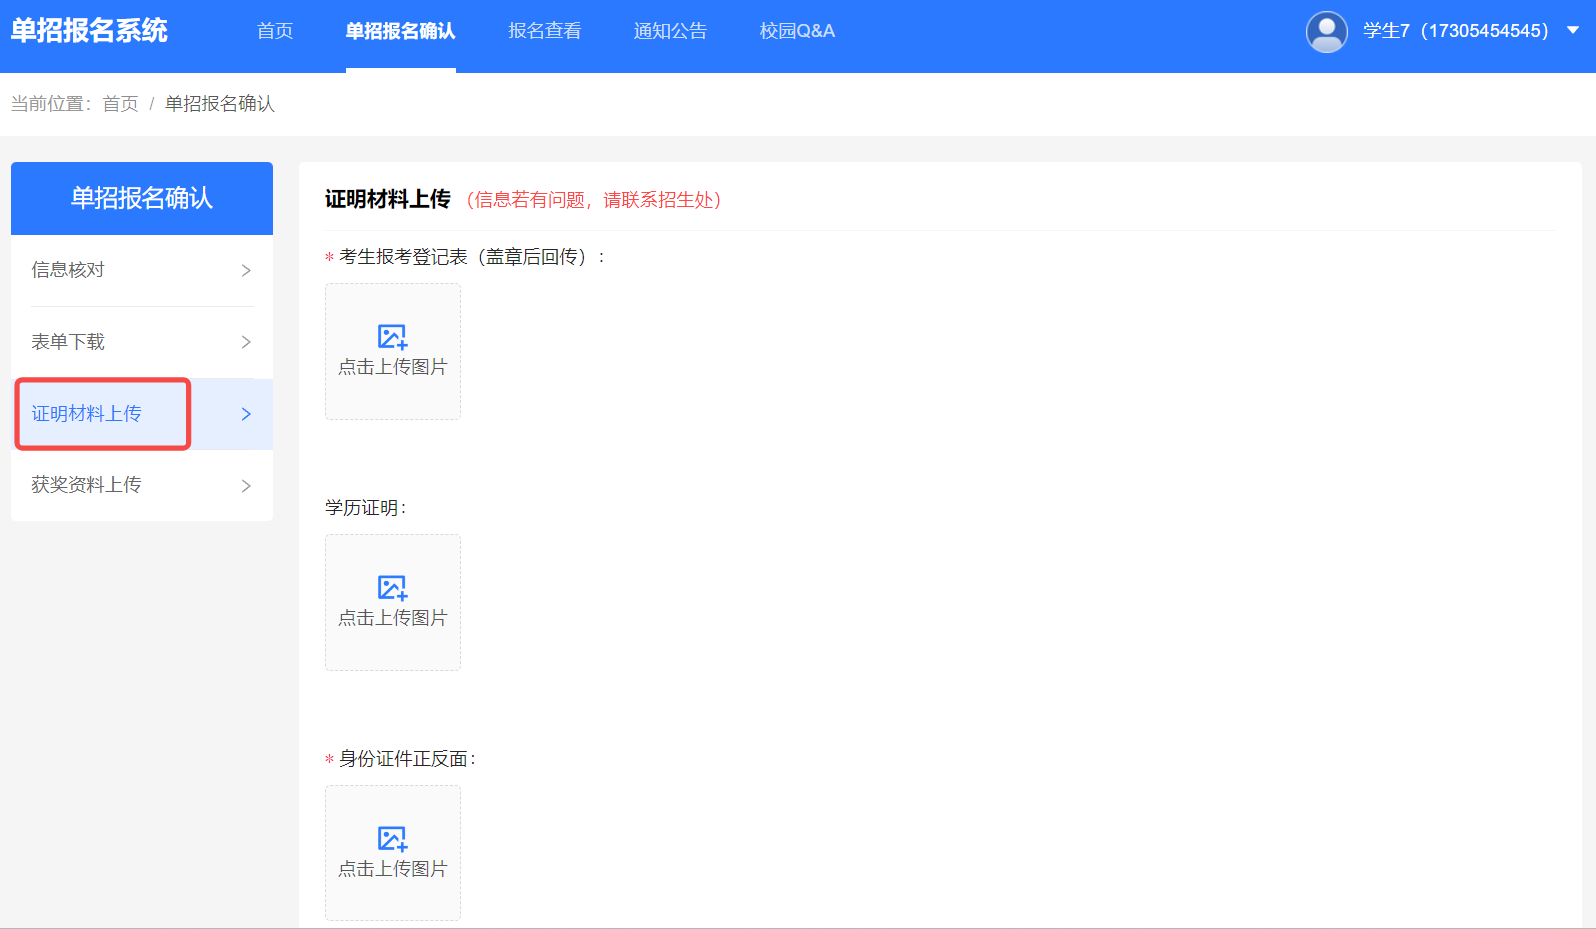 单招报名系统 首页 单招报名确认 报名查看 通知公告 校园Q&A 学生7（17305454545）
当前位置：首页 / 单招报名确认
单招报名确认
信息核对
表单下载
证明材料上传
获奖资料上传
证明材料上传（信息若有问题，请联系招生处）
* 考生报考登记表（盖章后回传）：
点击上传图片
学历证明：
点击上传图片
* 身份证件正反面：
点击上传图片